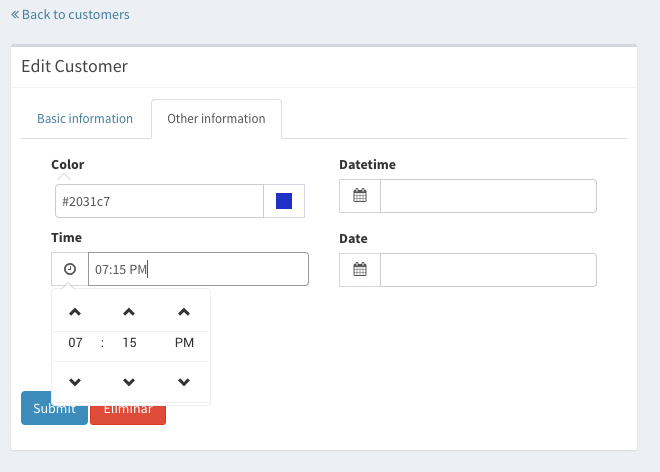 « Back to customers
Edit Customer
Basic information
Other information
Color
Datetime
#2031c7
Time
Date
07:15 PM
07 : 15 PM
Submit
Eliminar